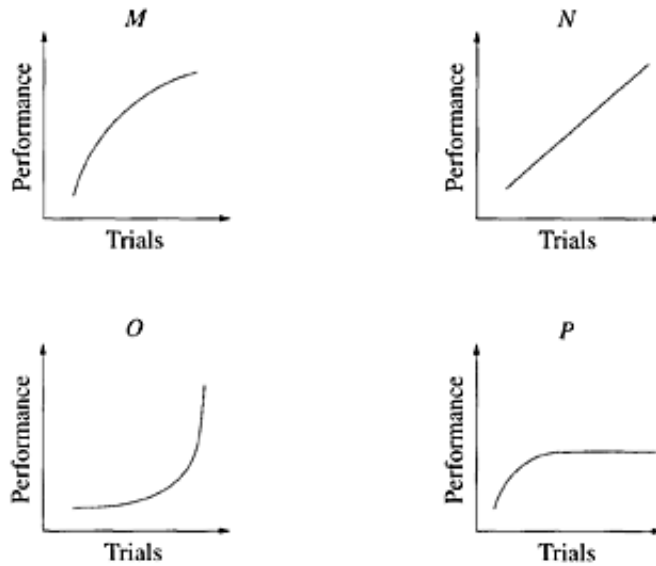 M
N
Performance
Trials
Performance
Trials
O
P
Performance
Trials
Performance
Trials